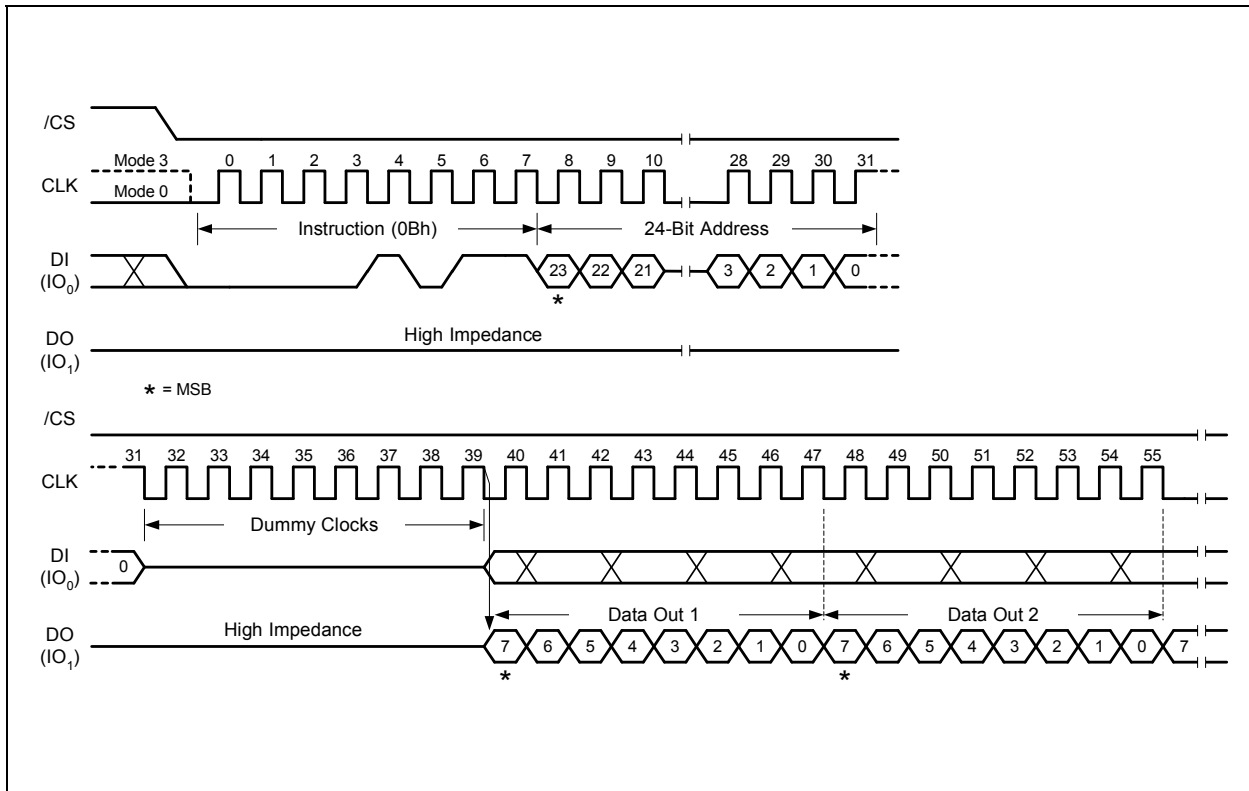 /CS
Mode 3 0 1 2 3 4 5 6 7 8 9 10 28 29 30 31
CLK
Mode 0
Instruction (0Bh) 24-Bit Address
DI
(IO0) 23 22 21 3 2 1 0
*
DO High Impedance
(IO1)
* = MSB
/CS
31 32 33 34 35 36 37 38 39 40 41 42 43 44 45 46 47 48 49 50 51 52 53 54 55
CLK
Dummy Clocks
DI
(IO0) 0
Data Out 1 Data Out 2
DO High Impedance
(IO1) 7 6 5 4 3 2 1 0 7 6 5 4 3 2 1 0 7
* *